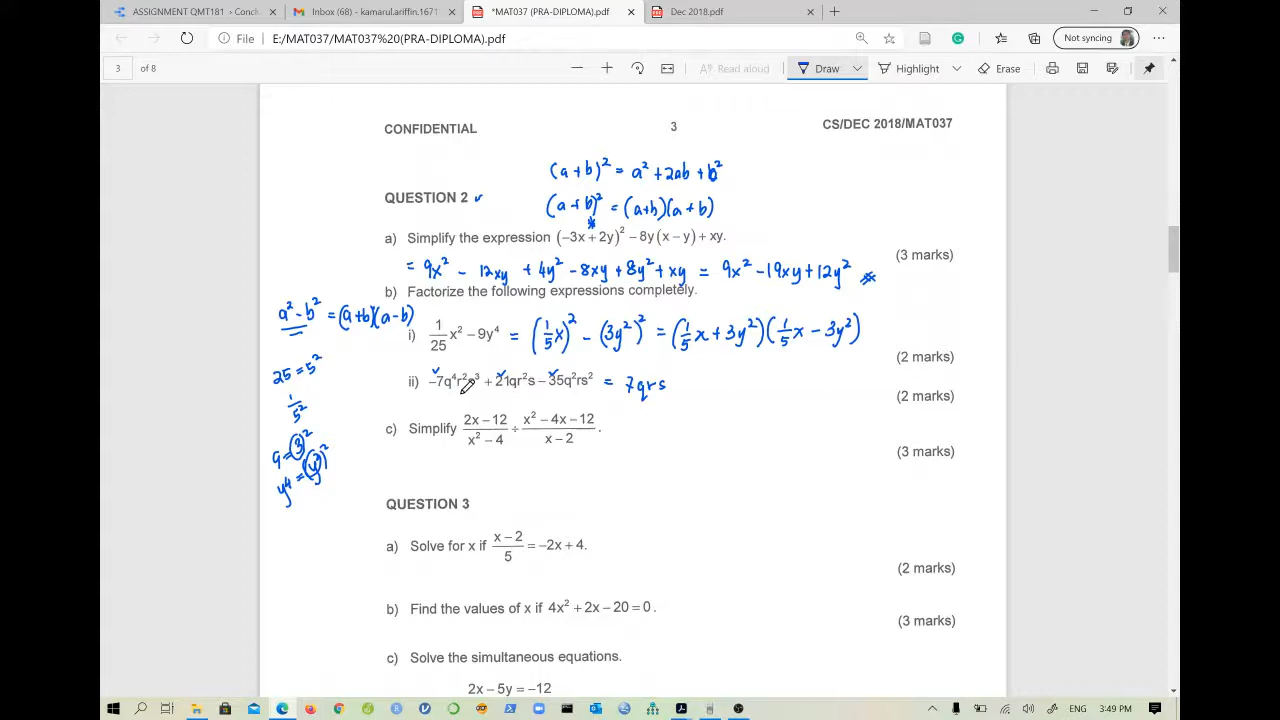 ASSIGNMENT QMT181 > Conclu
Inbox (68) - kamarul.ariffin.1671
*MAT037 (PRA-DIPLOMA).pdf
Dec 2018.pdf
File E:/MAT037/MAT037%20(PRA-DIPLOMA).pdf
Not syncing
3 of 8
Read aloud
Draw
Highlight
Erase
CONFIDENTIAL 3 CS/DEC 2018/MAT037
(a+b)² = a² + 2ab + b²
QUESTION 2 ✓
(a+b)² = (a+b)(a+b)
a) Simplify the expression (−3x + 2y)² − 8y(x − y) + xy.
(3 marks)
= 9x² − 12xy + 4y² − 8xy + 8y² + xy = 9x² − 19xy + 12y²
b) Factorize the following expressions completely.
a² − b² = (a+b)(a−b)
i) 1/25 x² − 9y⁴ = (1/5 x)² − (3y²)² = (1/5 x + 3y²)(1/5 x − 3y²)
(2 marks)
25 = 5²
ii) −7q⁴r²s³ + 21qr²s − 35q²rs² = 7qrs
(2 marks)
1/5²
c) Simplify (2x − 12)/(x² − 4) ÷ (x² − 4x − 12)/(x − 2).
(3 marks)
9 = 3²
y⁴ = (y²)²
QUESTION 3
a) Solve for x if (x − 2)/5 = −2x + 4.
(2 marks)
b) Find the values of x if 4x² + 2x − 20 = 0.
(3 marks)
c) Solve the simultaneous equations.
2x − 5y = −12
3:49 PM